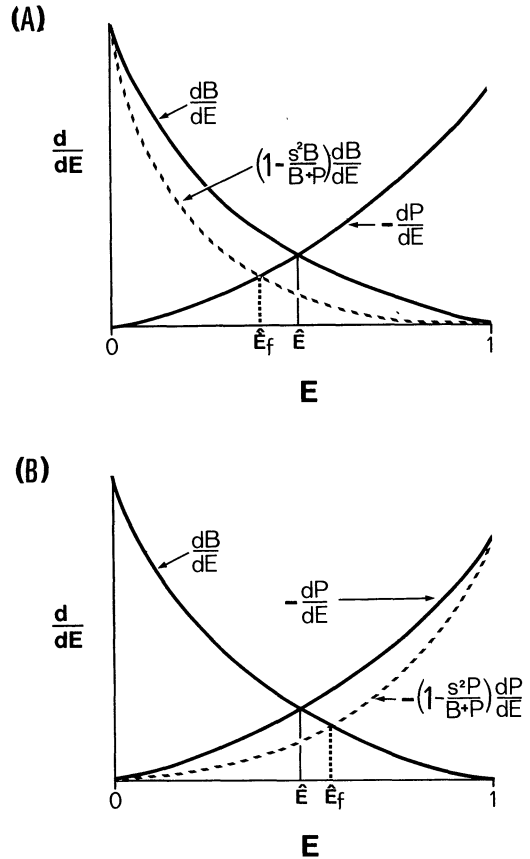 (A)
dB
dE
(1-s²B/B+P)dB/dE
d
dE
-dP/dE
0
Ê_f
Ê
1
E
(B)
dB
dE
-dP/dE
d
dE
-(1-s²P/B+P)dP/dE
0
Ê
Ê_f
1
E